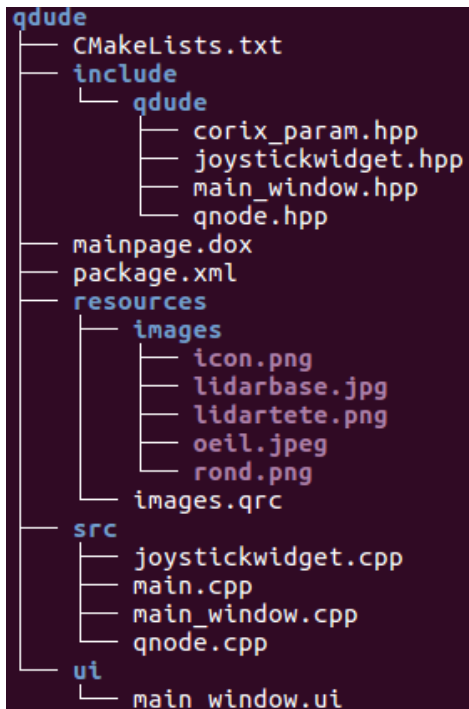 qdude
CMakeLists.txt
include
qdude
corix_param.hpp
joystickwidget.hpp
main_window.hpp
qnode.hpp
mainpage.dox
package.xml
resources
images
icon.png
lidarbase.jpg
lidartete.png
oeil.jpeg
rond.png
images.qrc
src
joystickwidget.cpp
main.cpp
main_window.cpp
qnode.cpp
ui
main_window.ui